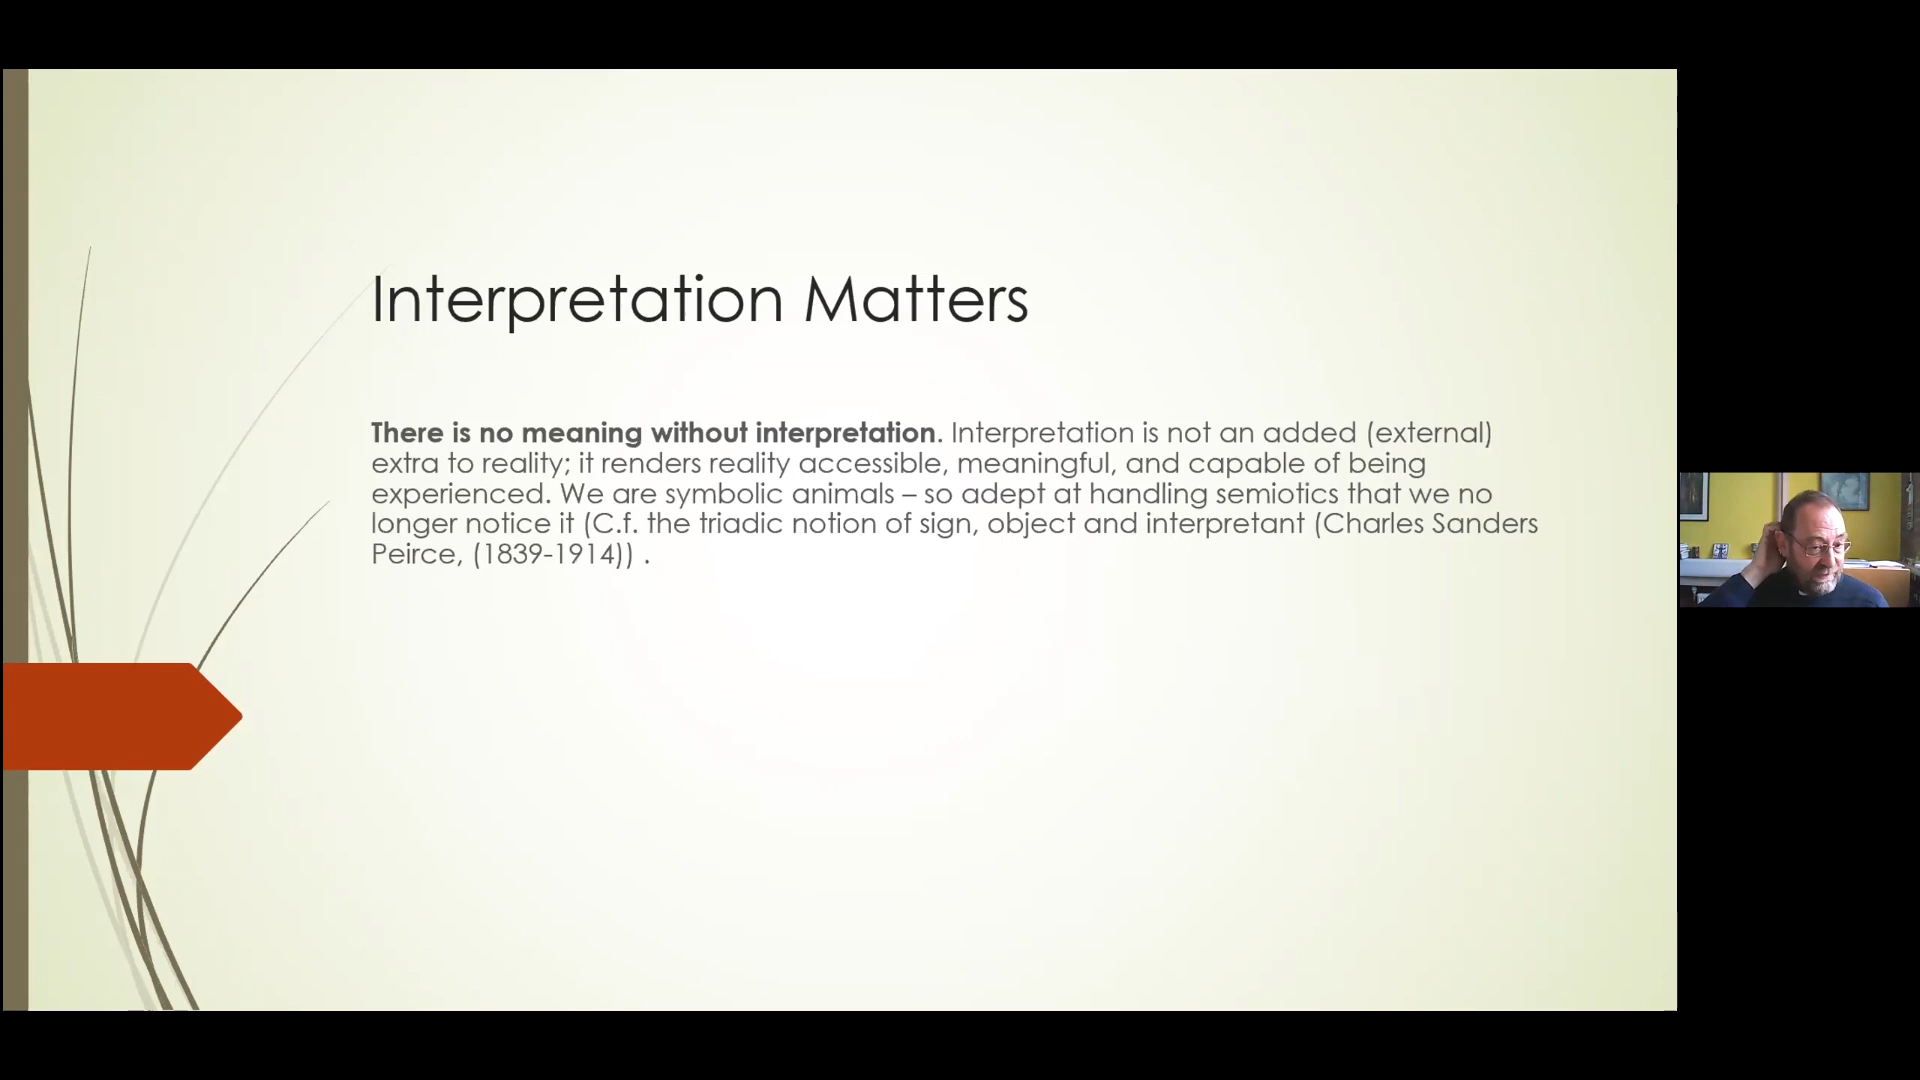 Interpretation Matters
There is no meaning without interpretation. Interpretation is not an added (external)
extra to reality; it renders reality accessible, meaningful, and capable of being
experienced. We are symbolic animals – so adept at handling semiotics that we no
longer notice it (C.f. the triadic notion of sign, object and interpretant (Charles Sanders
Peirce, (1839-1914)) .